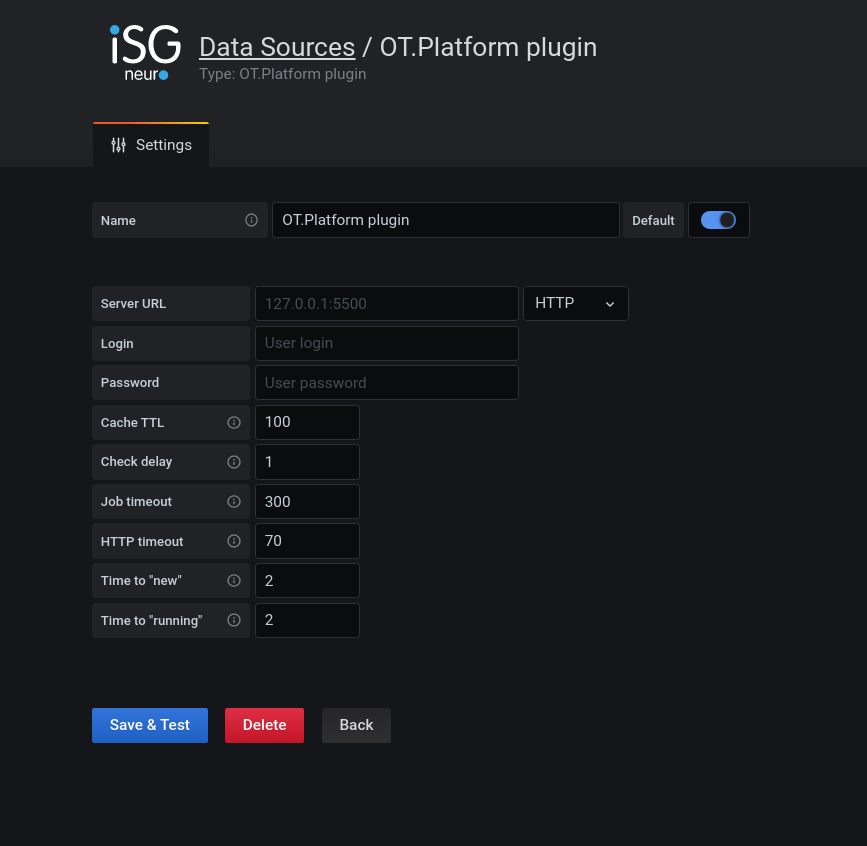 iSG
neuro
Data Sources / OT.Platform plugin
Type: OT.Platform plugin
Settings
Name OT.Platform plugin Default
Server URL 127.0.0.1:5500 HTTP
Login User login
Password User password
Cache TTL 100
Check delay 1
Job timeout 300
HTTP timeout 70
Time to "new" 2
Time to "running" 2
Save & Test Delete Back